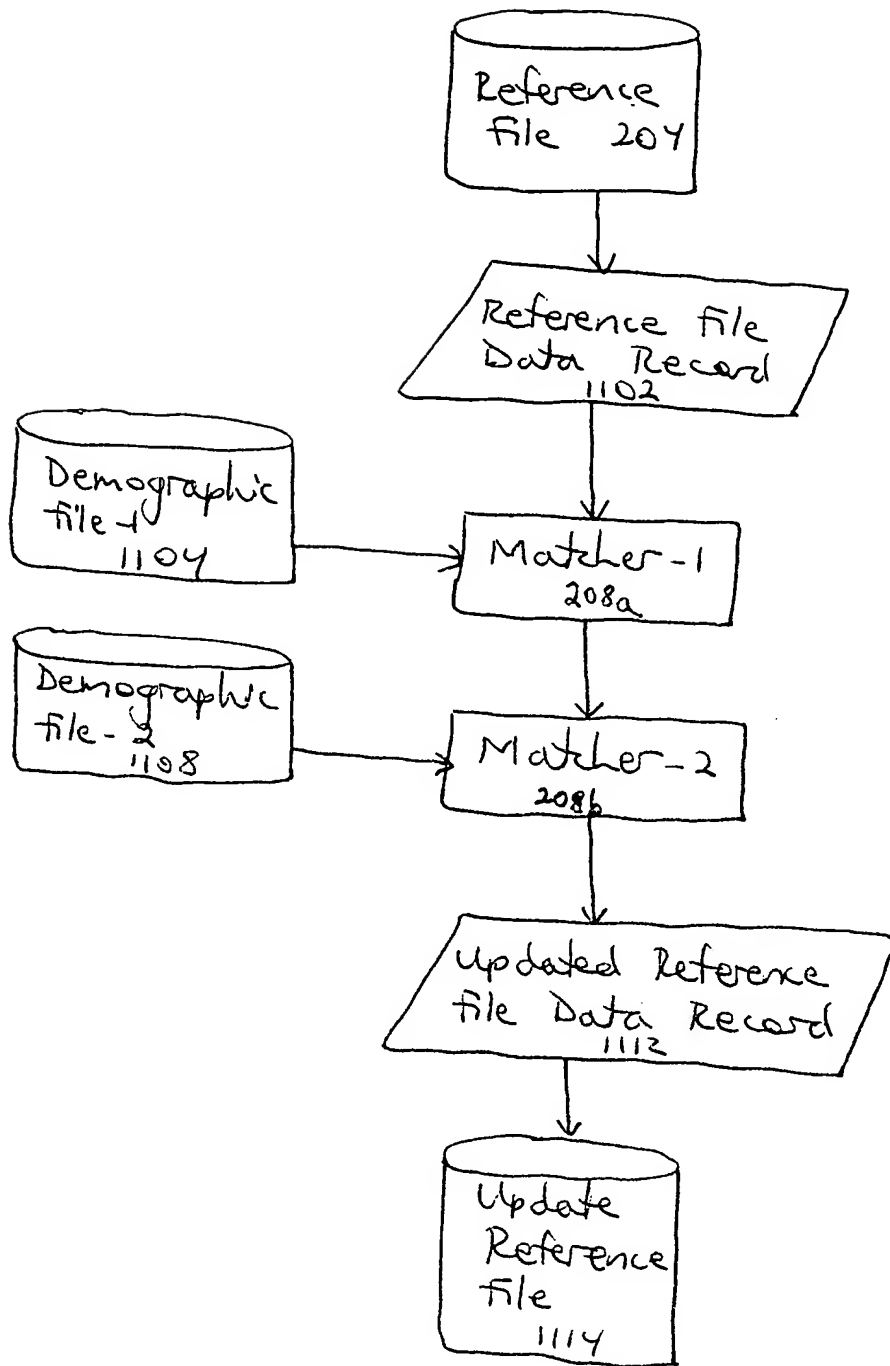 Reference
File 204
Reference File
Data Record
1102
Demographic
file-1
1104
Matcher-1
208a
Demographic
file-2
1108
Matcher-2
208b
Updated Reference
file Data Record
1112
Update
Reference
File
1114